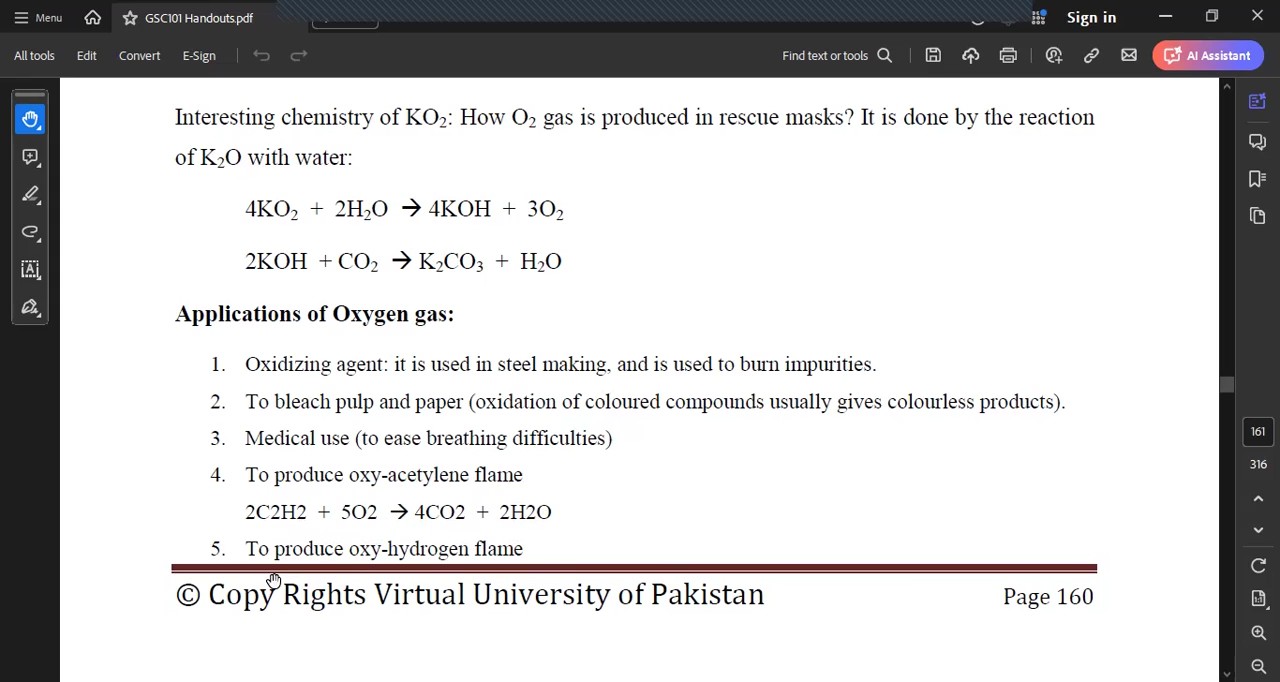 Menu
GSC101 Handouts.pdf
Sign in
All tools Edit Convert E-Sign Find text or tools AI Assistant
Interesting chemistry of KO₂: How O₂ gas is produced in rescue masks? It is done by the reaction
of K₂O with water:
4KO₂ + 2H₂O → 4KOH + 3O₂
2KOH + CO₂ → K₂CO₃ + H₂O
Applications of Oxygen gas:
1. Oxidizing agent: it is used in steel making, and is used to burn impurities.
2. To bleach pulp and paper (oxidation of coloured compounds usually gives colourless products).
3. Medical use (to ease breathing difficulties)
4. To produce oxy-acetylene flame
2C2H2 + 5O2 → 4CO2 + 2H2O
5. To produce oxy-hydrogen flame
© Copy Rights Virtual University of Pakistan Page 160
161
316